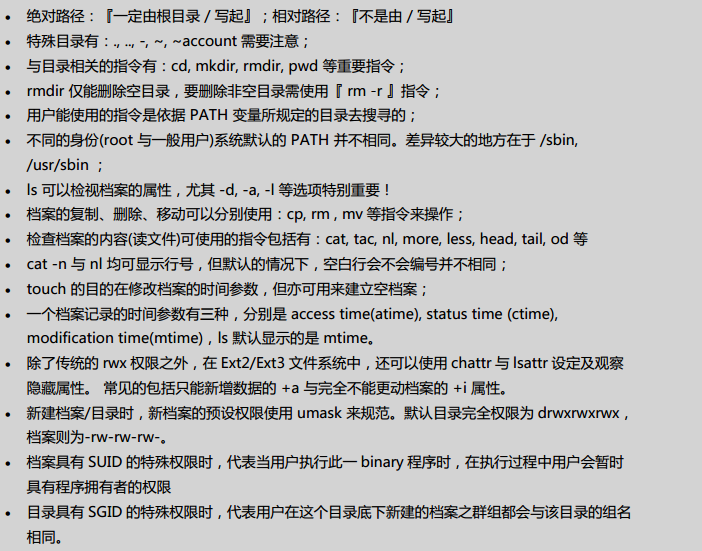 • 绝对路径：『一定由根目录 / 写起』；相对路径：『不是由 / 写起』
• 特殊目录有：., .., -, ~, ~account 需要注意；
• 与目录相关的指令有：cd, mkdir, rmdir, pwd 等重要指令；
• rmdir 仅能删除空目录，要删除非空目录需使用『 rm -r 』指令；
• 用户能使用的指令是依据 PATH 变量所规定的目录去搜寻的；
• 不同的身份(root 与一般用户)系统默认的 PATH 并不相同。差异较大的地方在于 /sbin,
/usr/sbin ；
• ls 可以检视档案的属性，尤其 -d, -a, -l 等选项特别重要！
• 档案的复制、删除、移动可以分别使用：cp, rm , mv 等指令来操作；
• 检查档案的内容(读文件)可使用的指令包括有：cat, tac, nl, more, less, head, tail, od 等
• cat -n 与 nl 均可显示行号，但默认的情况下，空白行会不会编号并不相同；
• touch 的目的在修改档案的时间参数，但亦可用来建立空档案；
• 一个档案记录的时间参数有三种，分别是 access time(atime), status time (ctime),
modification time(mtime)，ls 默认显示的是 mtime。
• 除了传统的 rwx 权限之外，在 Ext2/Ext3 文件系统中，还可以使用 chattr 与 lsattr 设定及观察
隐藏属性。 常见的包括只能新增数据的 +a 与完全不能更动档案的 +i 属性。
• 新建档案/目录时，新档案的预设权限使用 umask 来规范。默认目录完全权限为 drwxrwxrwx，
档案则为-rw-rw-rw-。
• 档案具有 SUID 的特殊权限时，代表当用户执行此一 binary 程序时，在执行过程中用户会暂时
具有程序拥有者的权限
• 目录具有 SGID 的特殊权限时，代表用户在这个目录底下新建的档案之群组都会与该目录的组名
相同。